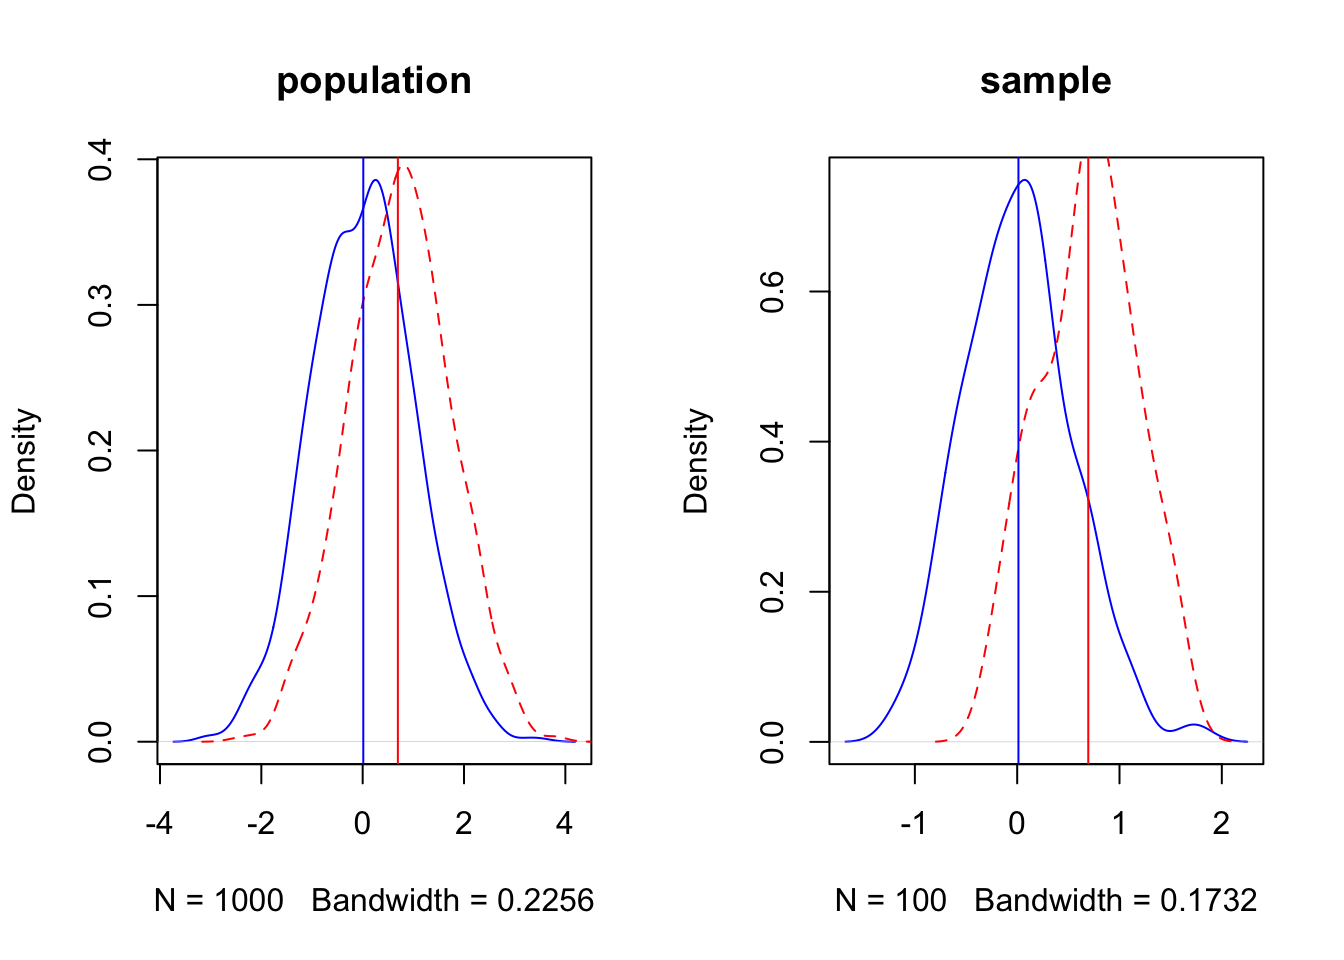 population
Density
0.0 0.1 0.2 0.3 0.4
-4 -2 0 2 4
N = 1000 Bandwidth = 0.2256
sample
Density
0.0 0.2 0.4 0.6
-1 0 1 2
N = 100 Bandwidth = 0.1732